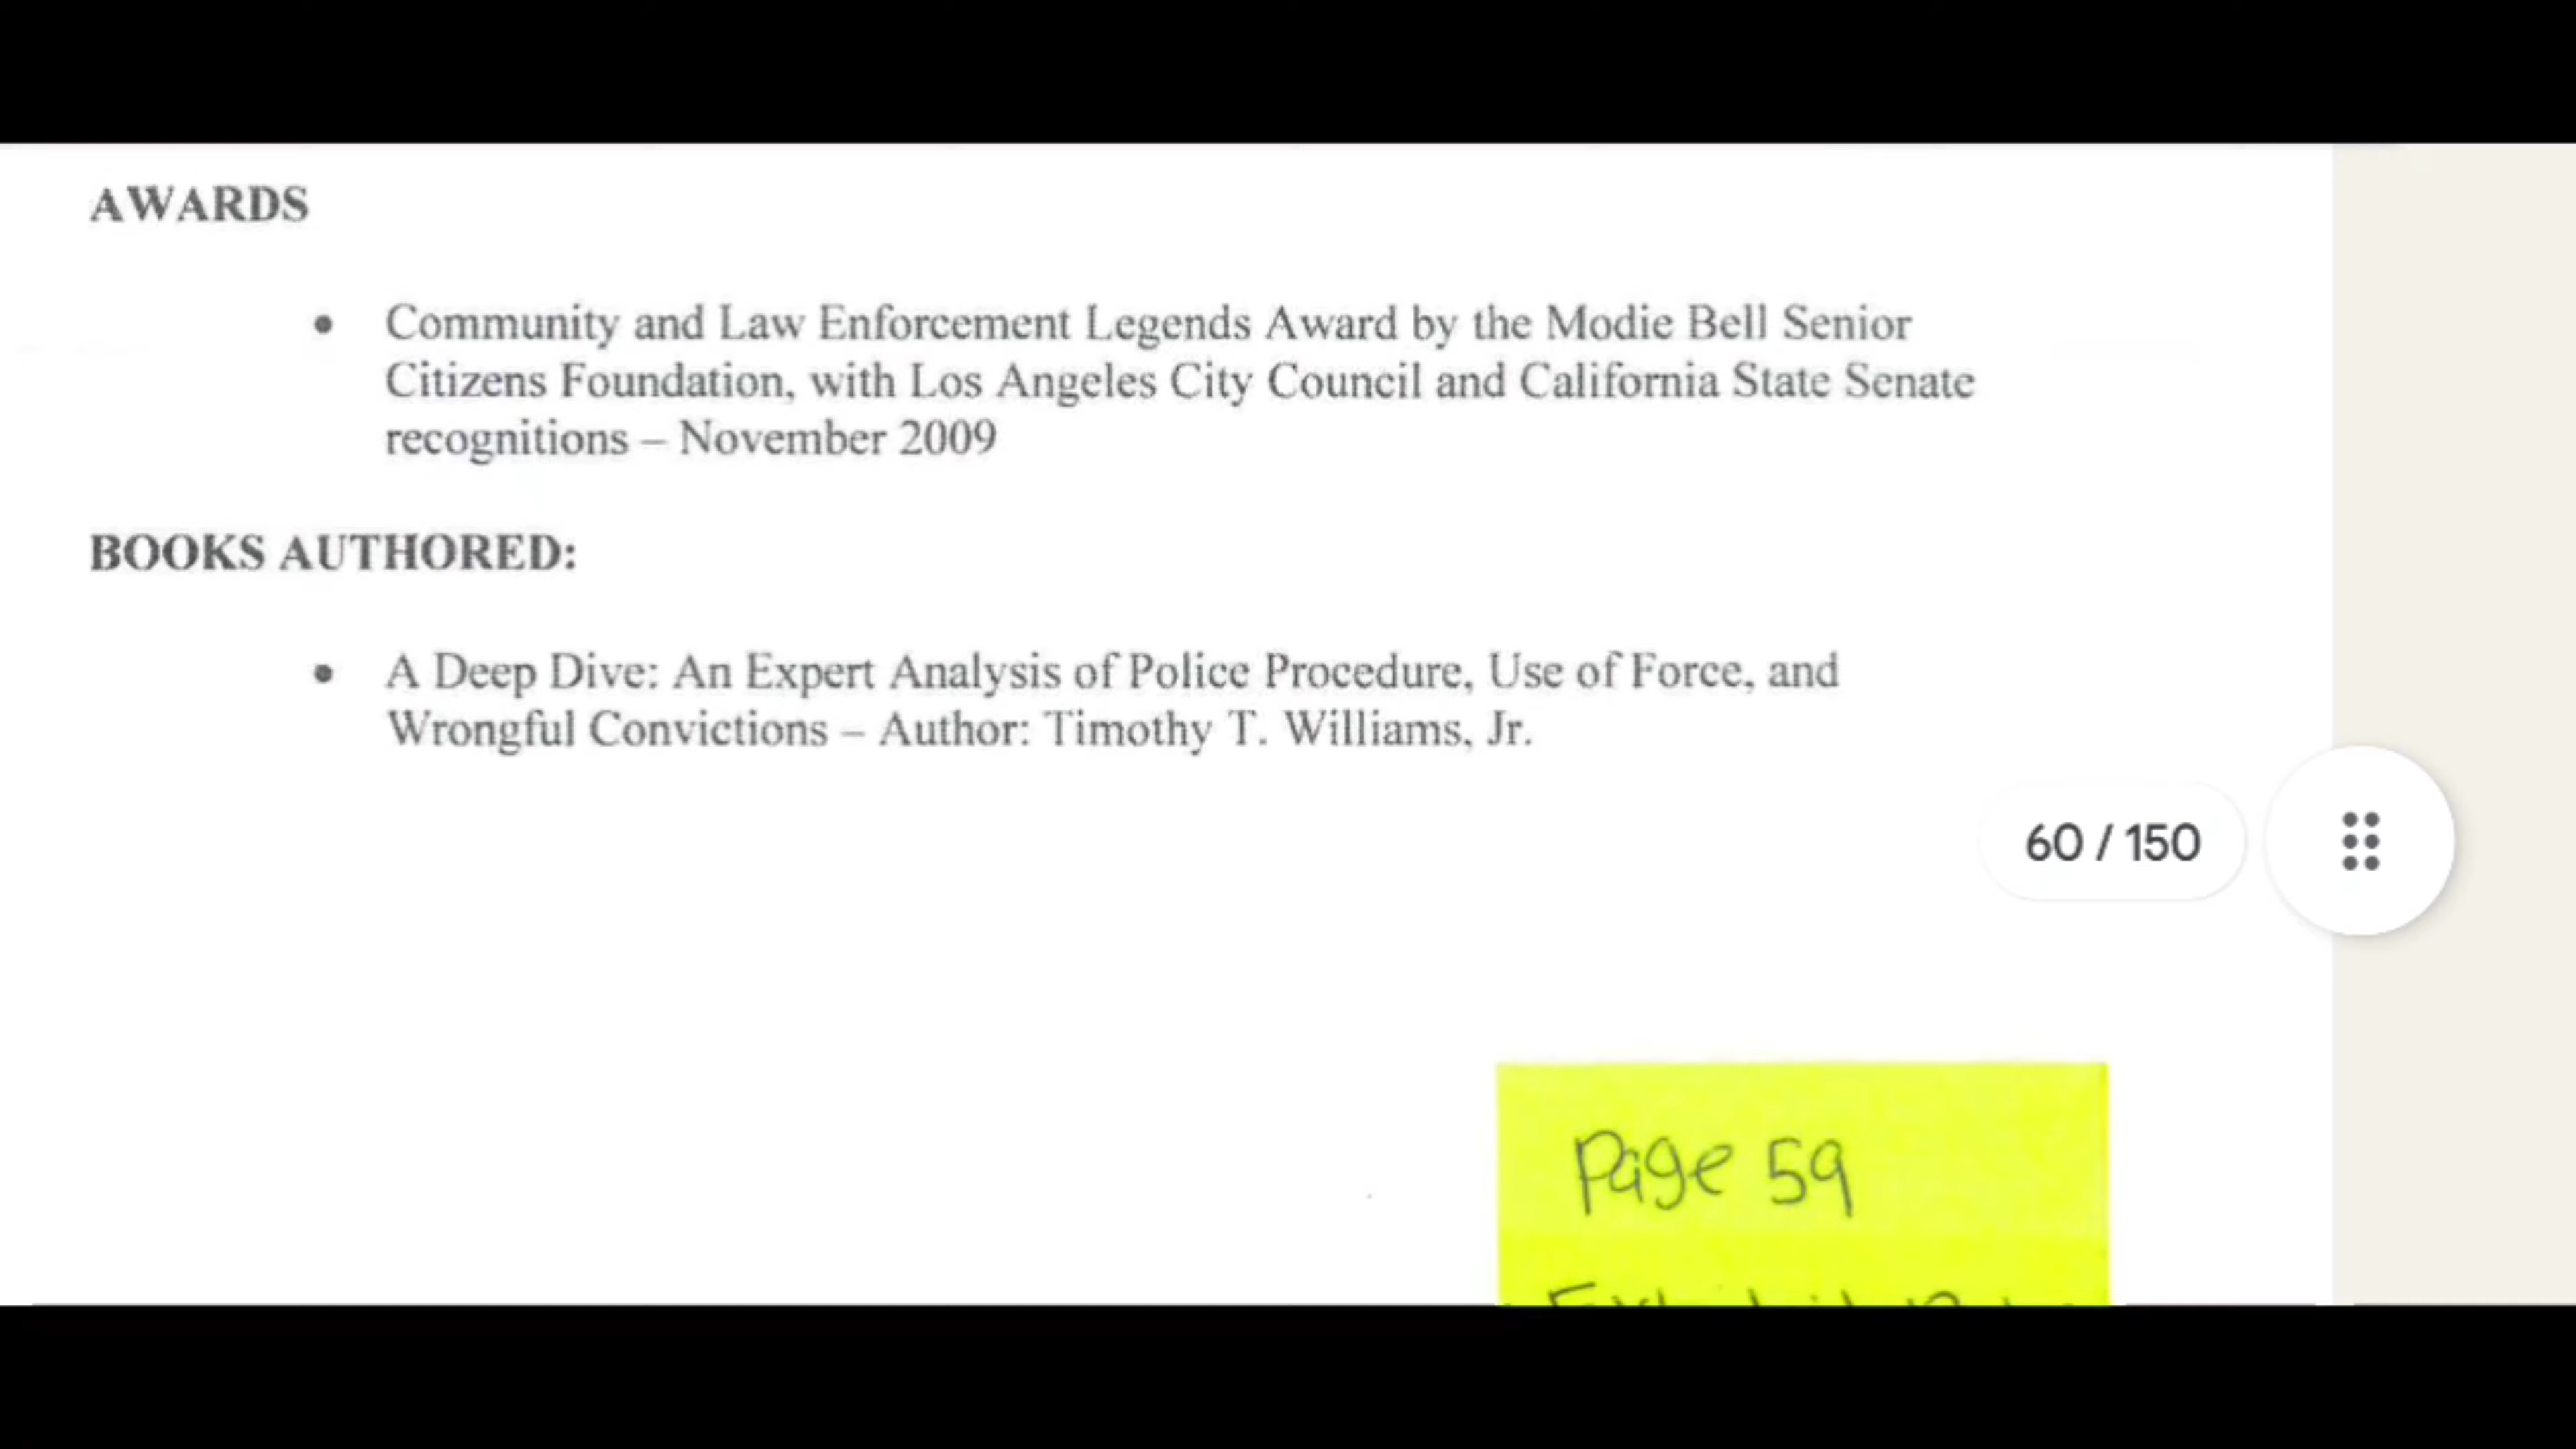 AWARDS
• Community and Law Enforcement Legends Award by the Modie Bell Senior
Citizens Foundation, with Los Angeles City Council and California State Senate
recognitions – November 2009
BOOKS AUTHORED:
• A Deep Dive: An Expert Analysis of Police Procedure, Use of Force, and
Wrongful Convictions – Author: Timothy T. Williams, Jr.
60 / 150
Page 59